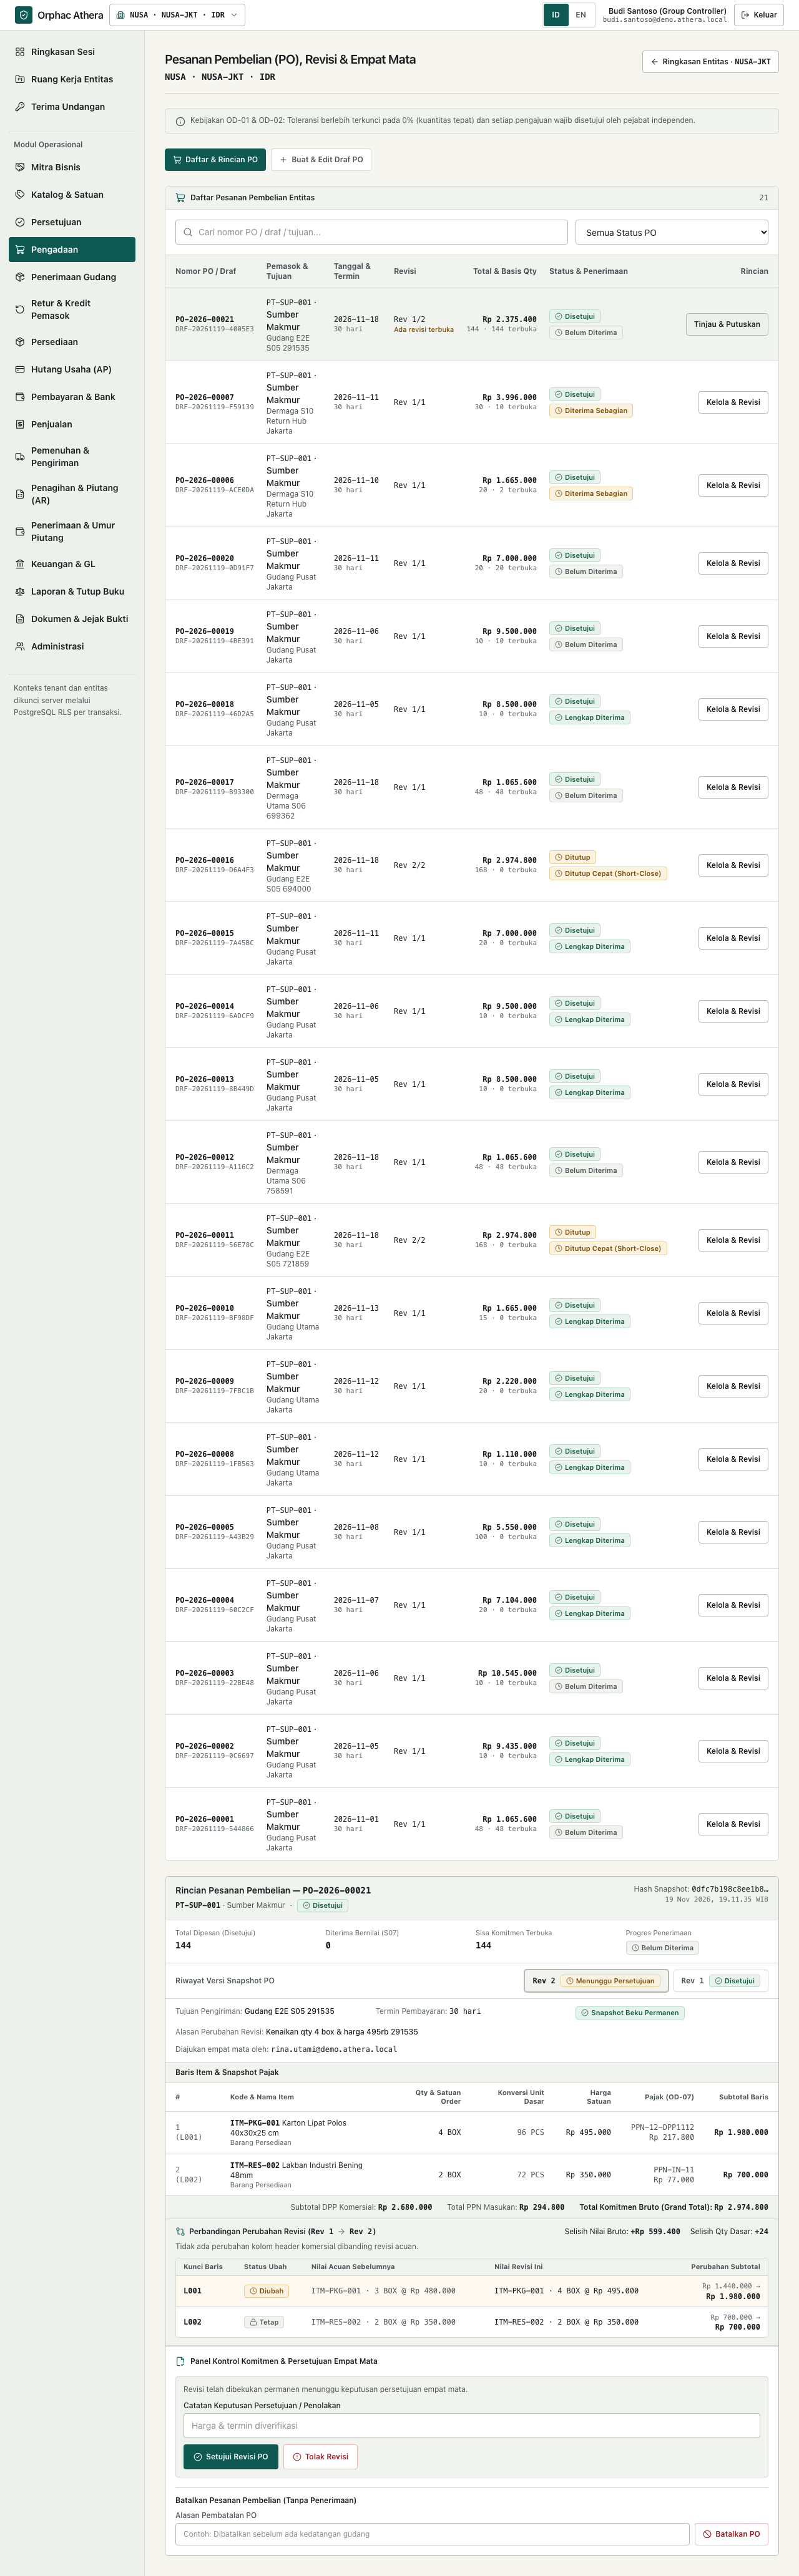 Orphac Athera
NUSA · NUSA-JKT · IDR
ID
EN
Budi Santoso (Group Controller)
budi.santoso@demo.athera.local
Keluar
Ringkasan Sesi
Ruang Kerja Entitas
Terima Undangan
Modul Operasional
Mitra Bisnis
Katalog & Satuan
Persetujuan
Pengadaan
Penerimaan Gudang
Retur & Kredit
Pemasok
Persediaan
Hutang Usaha (AP)
Pembayaran & Bank
Penjualan
Pemenuhan &
Pengiriman
Penagihan & Piutang
(AR)
Penerimaan & Umur
Piutang
Keuangan & GL
Laporan & Tutup Buku
Dokumen & Jejak Bukti
Administrasi
Konteks tenant dan entitas
dikunci server melalui
PostgreSQL RLS per transaksi.
Pesanan Pembelian (PO), Revisi & Empat Mata
NUSA · NUSA-JKT · IDR
Ringkasan Entitas · NUSA-JKT
Kebijakan OD-01 & OD-02: Toleransi berlebih terkunci pada 0% (kuantitas tepat) dan setiap pengajuan wajib disetujui oleh pejabat independen.
Daftar & Rincian PO
Buat & Edit Draf PO
Daftar Pesanan Pembelian Entitas
21
Cari nomor PO / draf / tujuan...
Semua Status PO
Nomor PO / Draf
Pemasok &
Tujuan
Tanggal &
Termin
Revisi
Total & Basis Qty
Status & Penerimaan
Rincian
PO-2026-00021
DRF-20261119-4005E3
PT-SUP-001 ·
Sumber
Makmur
Gudang E2E
S05 291535
2026-11-18
30 hari
Rev 1/2
Ada revisi terbuka
Rp 2.375.400
144 · 144 terbuka
Disetujui
Belum Diterima
Tinjau & Putuskan
PO-2026-00007
DRF-20261119-F59139
PT-SUP-001 ·
Sumber
Makmur
Dermaga S10
Return Hub
Jakarta
2026-11-11
30 hari
Rev 1/1
Rp 3.996.000
30 · 10 terbuka
Disetujui
Diterima Sebagian
Kelola & Revisi
PO-2026-00006
DRF-20261119-ACE0DA
PT-SUP-001 ·
Sumber
Makmur
Dermaga S10
Return Hub
Jakarta
2026-11-10
30 hari
Rev 1/1
Rp 1.665.000
20 · 2 terbuka
Disetujui
Diterima Sebagian
Kelola & Revisi
PO-2026-00020
DRF-20261119-0D91F7
PT-SUP-001 ·
Sumber
Makmur
Gudang Pusat
Jakarta
2026-11-11
30 hari
Rev 1/1
Rp 7.000.000
20 · 20 terbuka
Disetujui
Belum Diterima
Kelola & Revisi
PO-2026-00019
DRF-20261119-4BE391
PT-SUP-001 ·
Sumber
Makmur
Gudang Pusat
Jakarta
2026-11-06
30 hari
Rev 1/1
Rp 9.500.000
10 · 10 terbuka
Disetujui
Belum Diterima
Kelola & Revisi
PO-2026-00018
DRF-20261119-46D2A5
PT-SUP-001 ·
Sumber
Makmur
Gudang Pusat
Jakarta
2026-11-05
30 hari
Rev 1/1
Rp 8.500.000
10 · 0 terbuka
Disetujui
Lengkap Diterima
Kelola & Revisi
PO-2026-00017
DRF-20261119-B93300
PT-SUP-001 ·
Sumber
Makmur
Dermaga
Utama S06
699362
2026-11-18
30 hari
Rev 1/1
Rp 1.065.600
48 · 48 terbuka
Disetujui
Belum Diterima
Kelola & Revisi
PO-2026-00016
DRF-20261119-D6A4F3
PT-SUP-001 ·
Sumber
Makmur
Gudang E2E
S05 694000
2026-11-18
30 hari
Rev 2/2
Rp 2.974.800
168 · 0 terbuka
Ditutup
Ditutup Cepat (Short-Close)
Kelola & Revisi
PO-2026-00015
DRF-20261119-7A45BC
PT-SUP-001 ·
Sumber
Makmur
Gudang Pusat
Jakarta
2026-11-11
30 hari
Rev 1/1
Rp 7.000.000
20 · 0 terbuka
Disetujui
Lengkap Diterima
Kelola & Revisi
PO-2026-00014
DRF-20261119-6ADCF9
PT-SUP-001 ·
Sumber
Makmur
Gudang Pusat
Jakarta
2026-11-06
30 hari
Rev 1/1
Rp 9.500.000
10 · 0 terbuka
Disetujui
Lengkap Diterima
Kelola & Revisi
PO-2026-00013
DRF-20261119-8B449D
PT-SUP-001 ·
Sumber
Makmur
Gudang Pusat
Jakarta
2026-11-05
30 hari
Rev 1/1
Rp 8.500.000
10 · 0 terbuka
Disetujui
Lengkap Diterima
Kelola & Revisi
PO-2026-00012
DRF-20261119-A116C2
PT-SUP-001 ·
Sumber
Makmur
Dermaga
Utama S06
758591
2026-11-18
30 hari
Rev 1/1
Rp 1.065.600
48 · 48 terbuka
Disetujui
Belum Diterima
Kelola & Revisi
PO-2026-00011
DRF-20261119-56E78C
PT-SUP-001 ·
Sumber
Makmur
Gudang E2E
S05 721859
2026-11-18
30 hari
Rev 2/2
Rp 2.974.800
168 · 0 terbuka
Ditutup
Ditutup Cepat (Short-Close)
Kelola & Revisi
PO-2026-00010
DRF-20261119-BF98DF
PT-SUP-001 ·
Sumber
Makmur
Gudang Utama
Jakarta
2026-11-13
30 hari
Rev 1/1
Rp 1.665.000
15 · 0 terbuka
Disetujui
Lengkap Diterima
Kelola & Revisi
PO-2026-00009
DRF-20261119-7FBC1B
PT-SUP-001 ·
Sumber
Makmur
Gudang Utama
Jakarta
2026-11-12
30 hari
Rev 1/1
Rp 2.220.000
20 · 0 terbuka
Disetujui
Lengkap Diterima
Kelola & Revisi
PO-2026-00008
DRF-20261119-1FB563
PT-SUP-001 ·
Sumber
Makmur
Gudang Utama
Jakarta
2026-11-12
30 hari
Rev 1/1
Rp 1.110.000
10 · 0 terbuka
Disetujui
Lengkap Diterima
Kelola & Revisi
PO-2026-00005
DRF-20261119-A43B29
PT-SUP-001 ·
Sumber
Makmur
Gudang Pusat
Jakarta
2026-11-08
30 hari
Rev 1/1
Rp 5.550.000
100 · 0 terbuka
Disetujui
Lengkap Diterima
Kelola & Revisi
PO-2026-00004
DRF-20261119-60C2CF
PT-SUP-001 ·
Sumber
Makmur
Gudang Pusat
Jakarta
2026-11-07
30 hari
Rev 1/1
Rp 7.104.000
20 · 0 terbuka
Disetujui
Lengkap Diterima
Kelola & Revisi
PO-2026-00003
DRF-20261119-22BE48
PT-SUP-001 ·
Sumber
Makmur
Gudang Pusat
Jakarta
2026-11-06
30 hari
Rev 1/1
Rp 10.545.000
10 · 10 terbuka
Disetujui
Belum Diterima
Kelola & Revisi
PO-2026-00002
DRF-20261119-0C6697
PT-SUP-001 ·
Sumber
Makmur
Gudang Pusat
Jakarta
2026-11-05
30 hari
Rev 1/1
Rp 9.435.000
10 · 0 terbuka
Disetujui
Lengkap Diterima
Kelola & Revisi
PO-2026-00001
DRF-20261119-544866
PT-SUP-001 ·
Sumber
Makmur
Gudang Pusat
Jakarta
2026-11-01
30 hari
Rev 1/1
Rp 1.065.600
48 · 48 terbuka
Disetujui
Belum Diterima
Kelola & Revisi
Rincian Pesanan Pembelian — PO-2026-00021
PT-SUP-001 · Sumber Makmur · Disetujui
Hash Snapshot: 0dfc7b198c8ee1b8…
19 Nov 2026, 19.11.35 WIB
Total Dipesan (Disetujui)
144
Diterima Bernilai (S07)
0
Sisa Komitmen Terbuka
144
Progres Penerimaan
Belum Diterima
Riwayat Versi Snapshot PO
Rev 2 Menunggu Persetujuan
Rev 1 Disetujui
Tujuan Pengiriman: Gudang E2E S05 291535
Termin Pembayaran: 30 hari
Snapshot Beku Permanen
Alasan Perubahan Revisi: Kenaikan qty 4 box & harga 495rb 291535
Diajukan empat mata oleh: rina.utami@demo.athera.local
Baris Item & Snapshot Pajak
#
Kode & Nama Item
Qty & Satuan
Order
Konversi Unit
Dasar
Harga
Satuan
Pajak (OD-07)
Subtotal Baris
1
(L001)
ITM-PKG-001 Karton Lipat Polos
40x30x25 cm
Barang Persediaan
4 BOX
96 PCS
Rp 495.000
PPN-12-DPP1112
Rp 217.800
Rp 1.980.000
2
(L002)
ITM-RES-002 Lakban Industri Bening
48mm
Barang Persediaan
2 BOX
72 PCS
Rp 350.000
PPN-IN-11
Rp 77.000
Rp 700.000
Subtotal DPP Komersial: Rp 2.680.000
Total PPN Masukan: Rp 294.800
Total Komitmen Bruto (Grand Total): Rp 2.974.800
Perbandingan Perubahan Revisi (Rev 1 → Rev 2)
Selisih Nilai Bruto: +Rp 599.400
Selisih Qty Dasar: +24
Tidak ada perubahan kolom header komersial dibanding revisi acuan.
Kunci Baris
Status Ubah
Nilai Acuan Sebelumnya
Nilai Revisi Ini
Perubahan Subtotal
L001
Diubah
ITM-PKG-001 · 3 BOX @ Rp 480.000
ITM-PKG-001 · 4 BOX @ Rp 495.000
Rp 1.440.000 →
Rp 1.980.000
L002
Tetap
ITM-RES-002 · 2 BOX @ Rp 350.000
ITM-RES-002 · 2 BOX @ Rp 350.000
Rp 700.000 →
Rp 700.000
Panel Kontrol Komitmen & Persetujuan Empat Mata
Revisi telah dibekukan permanen menunggu keputusan persetujuan empat mata.
Catatan Keputusan Persetujuan / Penolakan
Harga & termin diverifikasi
Setujui Revisi PO
Tolak Revisi
Batalkan Pesanan Pembelian (Tanpa Penerimaan)
Alasan Pembatalan PO
Contoh: Dibatalkan sebelum ada kedatangan gudang
Batalkan PO